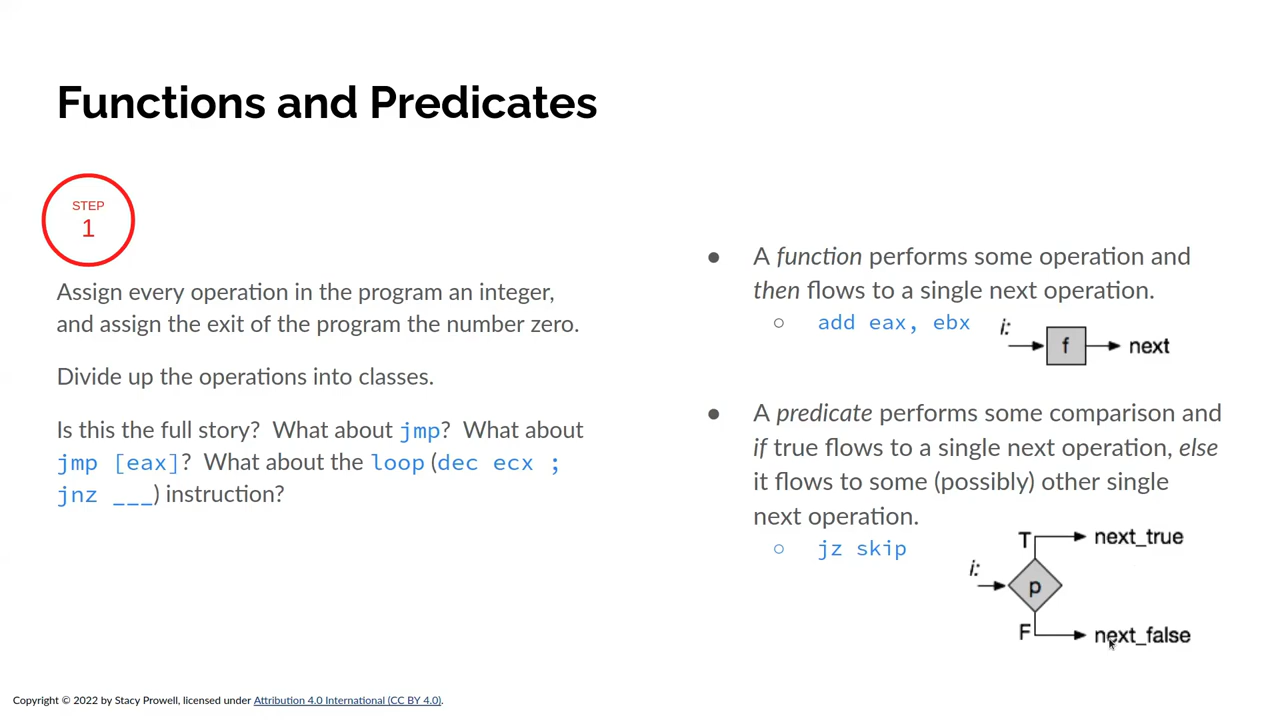 Functions and Predicates
STEP
1
Assign every operation in the program an integer,
and assign the exit of the program the number zero.
Divide up the operations into classes.
Is this the full story?  What about jmp?  What about
jmp [eax]?  What about the loop (dec ecx ;
jnz ___) instruction?
● A function performs some operation and
then flows to a single next operation.
○ add eax, ebx
i:
f
next
● A predicate performs some comparison and
if true flows to a single next operation, else
it flows to some (possibly) other single
next operation.
○ jz skip
T
next_true
i:
p
F
next_false
Copyright © 2022 by Stacy Prowell, licensed under Attribution 4.0 International (CC BY 4.0).